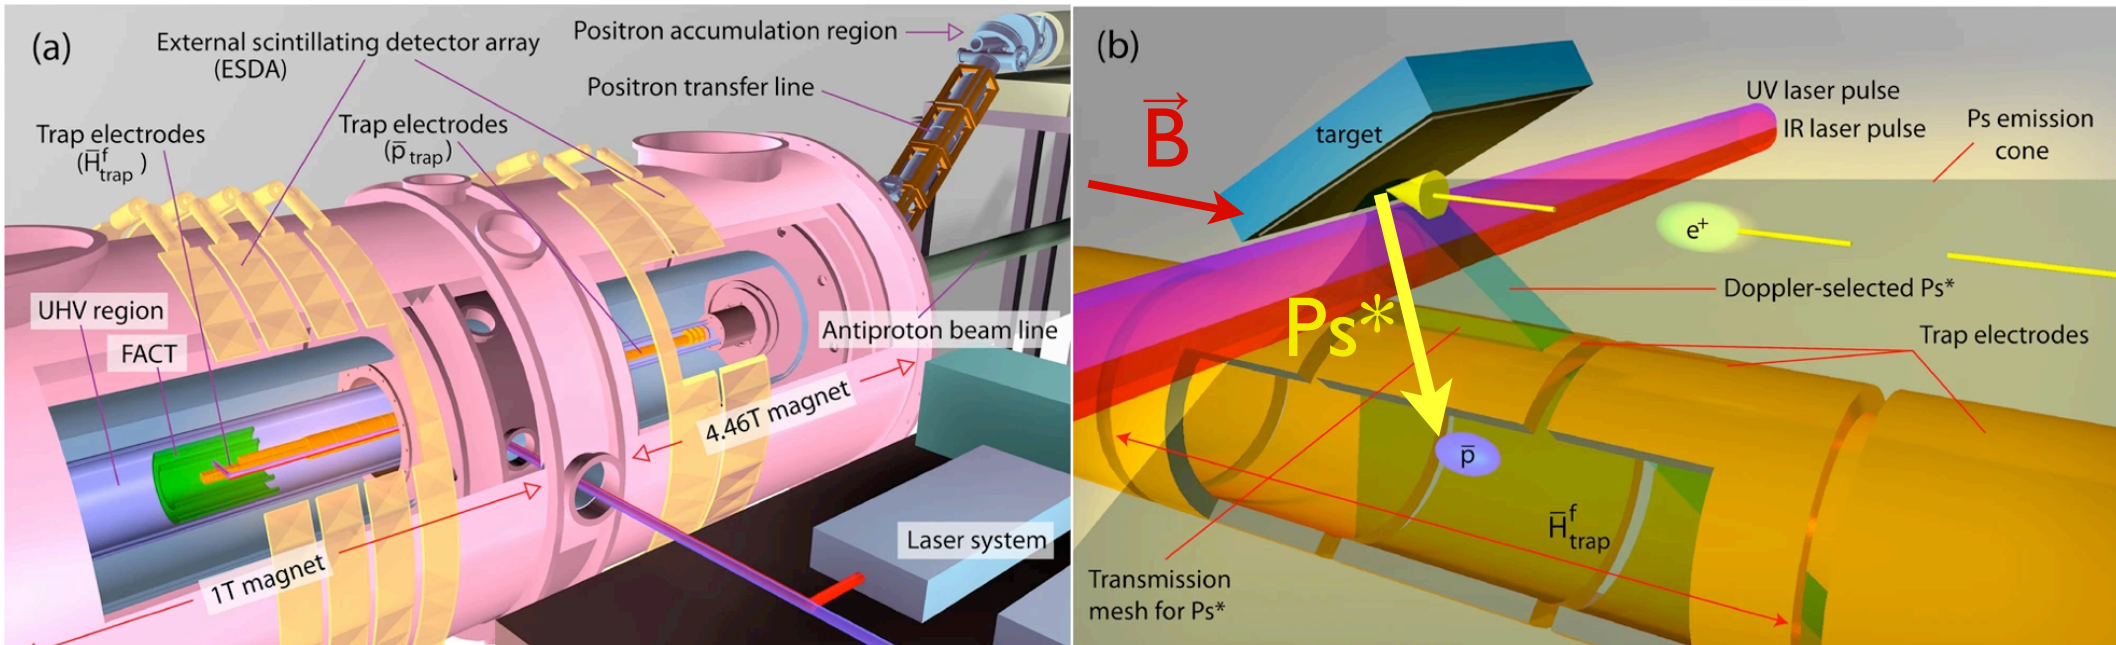 (a)
External scintillating detector array
(ESDA)
Positron accumulation region
Positron transfer line
Trap electrodes
(H̅ᶠtrap)
Trap electrodes
(p̅ trap)
UHV region
FACT
Antiproton beam line
4.46T magnet
1T magnet
Laser system
(b)
B⃗
target
UV laser pulse
IR laser pulse
Ps emission
cone
e⁺
Doppler-selected Ps*
Ps*
Trap electrodes
p̅
H̅ᶠtrap
Transmission
mesh for Ps*